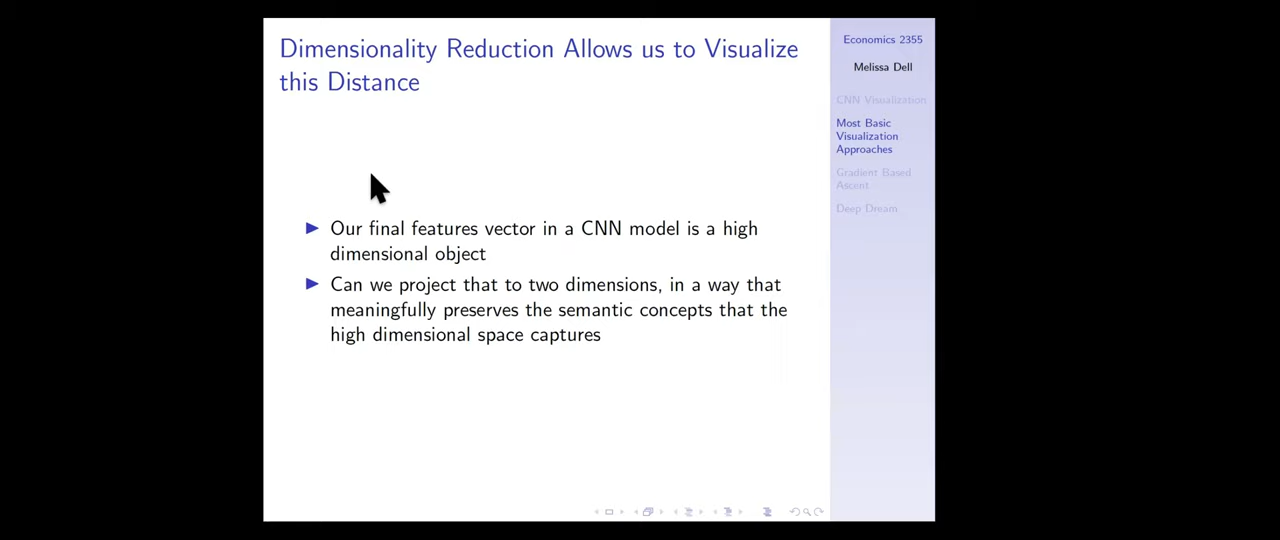 Dimensionality Reduction Allows us to Visualize
this Distance
Our final features vector in a CNN model is a high
dimensional object
Can we project that to two dimensions, in a way that
meaningfully preserves the semantic concepts that the
high dimensional space captures
Economics 2355
Melissa Dell
CNN Visualization
Most Basic
Visualization
Approaches
Gradient Based
Ascent
Deep Dream